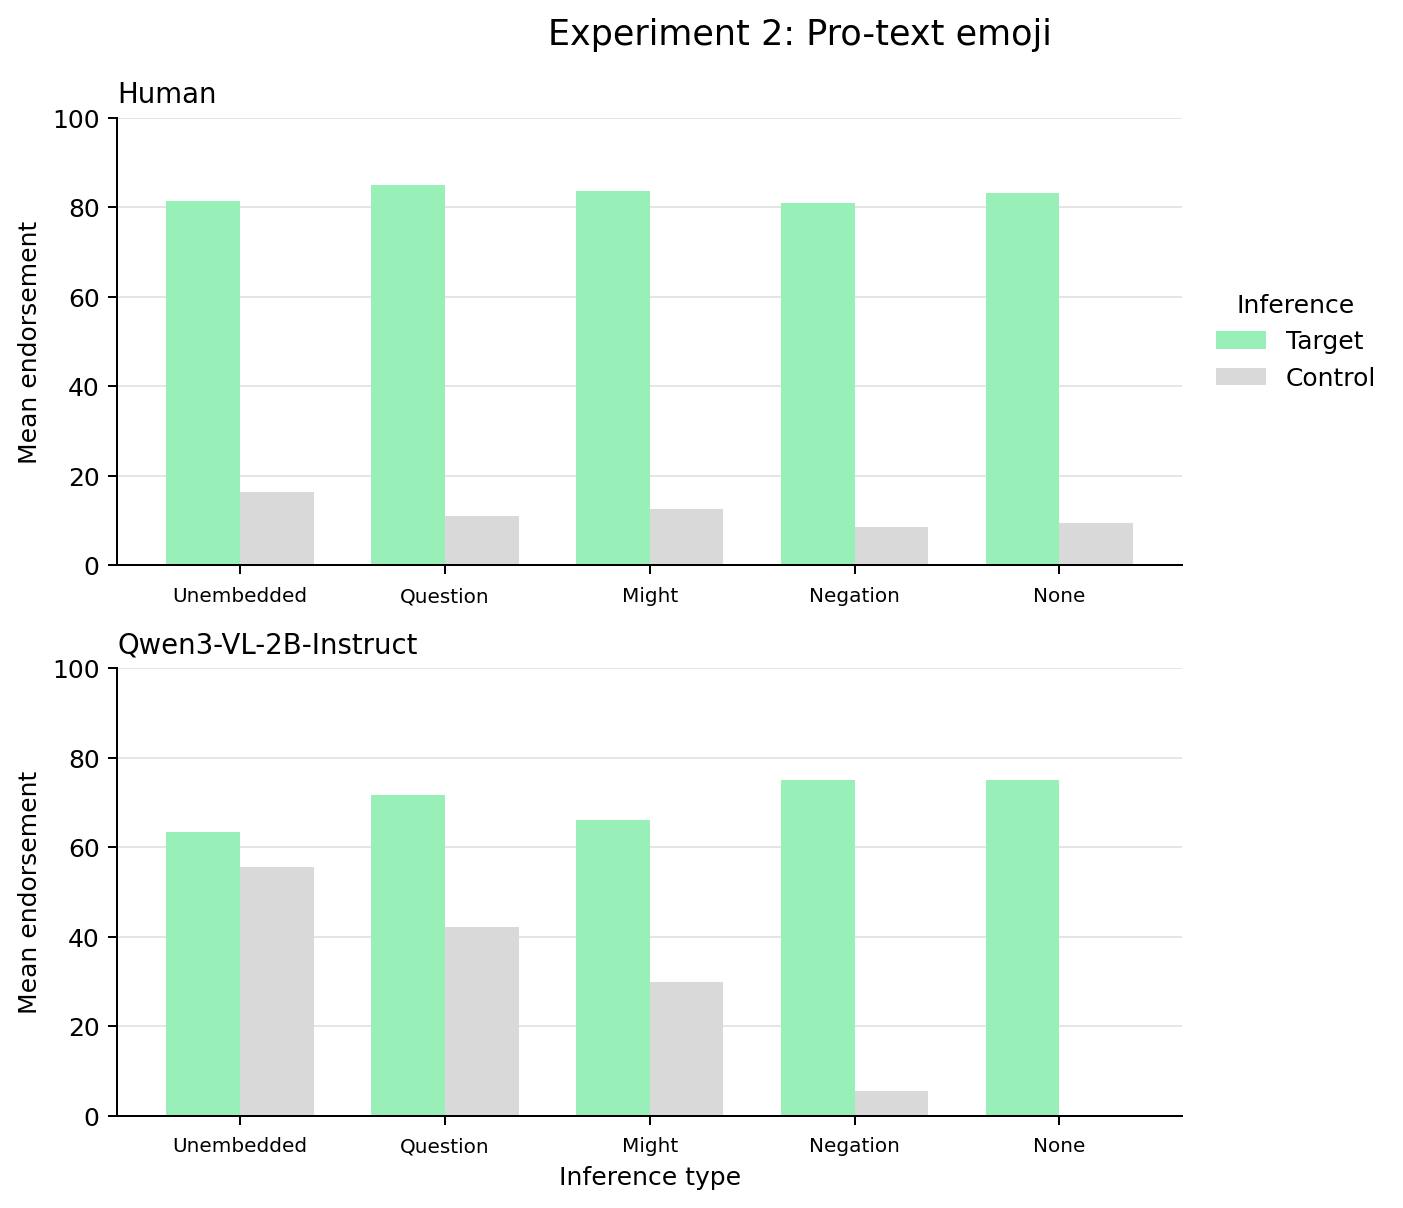 Experiment 2: Pro-text emoji
Human
Mean endorsement
100
80
60
40
20
0
Unembedded Question Might Negation None
Inference
Target
Control
Qwen3-VL-2B-Instruct
Mean endorsement
100
80
60
40
20
0
Unembedded Question Might Negation None
Inference type